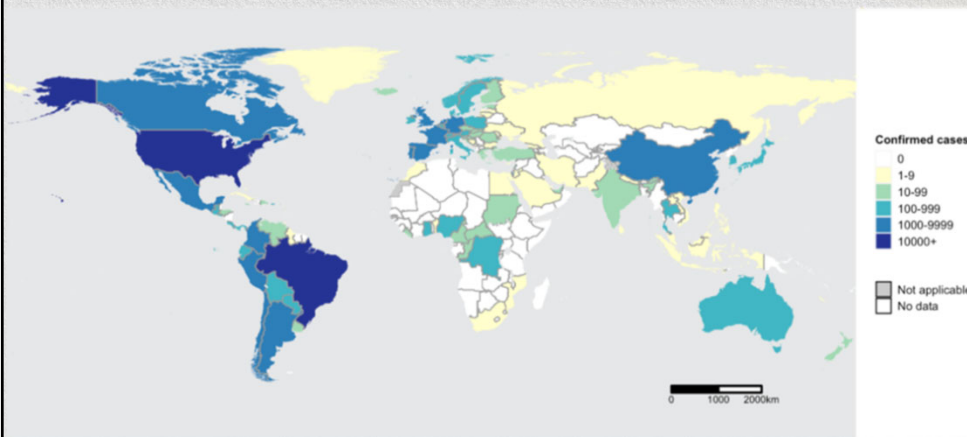 Confirmed cases
0
1-9
10-99
100-999
1000-9999
10000+
Not applicable
No data
0 1000 2000km